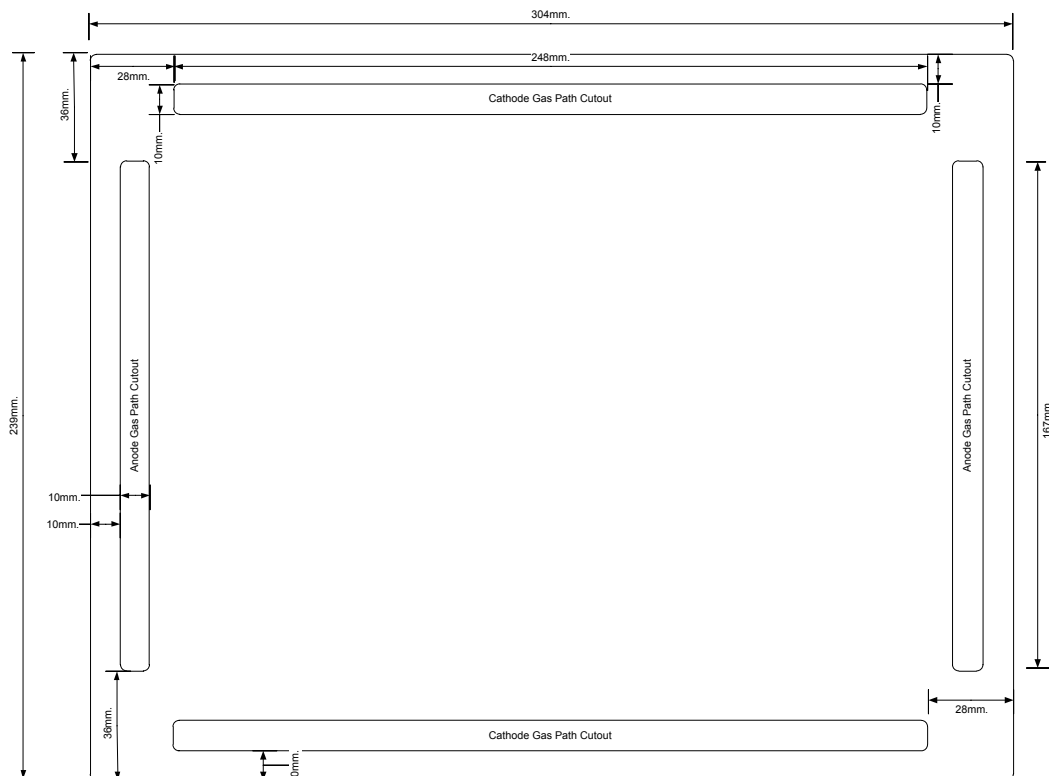 304mm.
248mm.
28mm.
36mm.
10mm.
10mm.
Cathode Gas Path Cutout
Anode Gas Path Cutout
Anode Gas Path Cutout
239mm.
167mm
10mm.
10mm.
36mm.
28mm.
Cathode Gas Path Cutout
0mm.